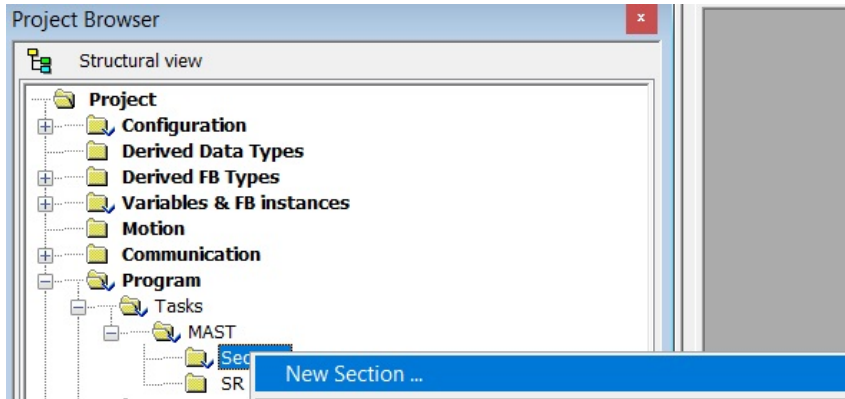 Project Browser
x
Structural view
Project
Configuration
Derived Data Types
Derived FB Types
Variables & FB instances
Motion
Communication
Program
Tasks
MAST
Sec
New Section ...
SR